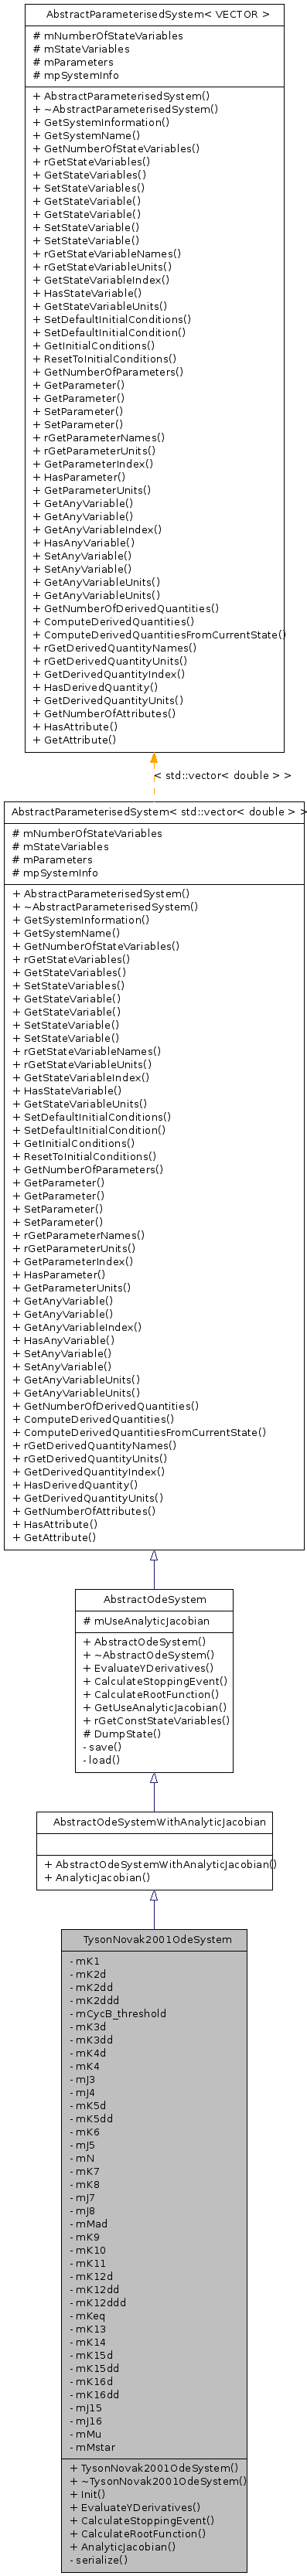 AbstractParameterisedSystem< VECTOR >
# mNumberOfStateVariables
# mStateVariables
# mParameters
# mpSystemInfo
+ AbstractParameterisedSystem()
+ ~AbstractParameterisedSystem()
+ GetSystemInformation()
+ GetSystemName()
+ GetNumberOfStateVariables()
+ rGetStateVariables()
+ GetStateVariables()
+ SetStateVariables()
+ GetStateVariable()
+ GetStateVariable()
+ SetStateVariable()
+ SetStateVariable()
+ rGetStateVariableNames()
+ rGetStateVariableUnits()
+ GetStateVariableIndex()
+ HasStateVariable()
+ GetStateVariableUnits()
+ SetDefaultInitialConditions()
+ SetDefaultInitialCondition()
+ GetInitialConditions()
+ ResetToInitialConditions()
+ GetNumberOfParameters()
+ GetParameter()
+ GetParameter()
+ SetParameter()
+ SetParameter()
+ rGetParameterNames()
+ rGetParameterUnits()
+ GetParameterIndex()
+ HasParameter()
+ GetParameterUnits()
+ GetAnyVariable()
+ GetAnyVariable()
+ GetAnyVariableIndex()
+ HasAnyVariable()
+ SetAnyVariable()
+ SetAnyVariable()
+ GetAnyVariableUnits()
+ GetAnyVariableUnits()
+ GetNumberOfDerivedQuantities()
+ ComputeDerivedQuantities()
+ ComputeDerivedQuantitiesFromCurrentState()
+ rGetDerivedQuantityNames()
+ rGetDerivedQuantityUnits()
+ GetDerivedQuantityIndex()
+ HasDerivedQuantity()
+ GetDerivedQuantityUnits()
+ GetNumberOfAttributes()
+ HasAttribute()
+ GetAttribute()
< std::vector< double > >
AbstractParameterisedSystem< std::vector< double > >
# mNumberOfStateVariables
# mStateVariables
# mParameters
# mpSystemInfo
+ AbstractParameterisedSystem()
+ ~AbstractParameterisedSystem()
+ GetSystemInformation()
+ GetSystemName()
+ GetNumberOfStateVariables()
+ rGetStateVariables()
+ GetStateVariables()
+ SetStateVariables()
+ GetStateVariable()
+ GetStateVariable()
+ SetStateVariable()
+ SetStateVariable()
+ rGetStateVariableNames()
+ rGetStateVariableUnits()
+ GetStateVariableIndex()
+ HasStateVariable()
+ GetStateVariableUnits()
+ SetDefaultInitialConditions()
+ SetDefaultInitialCondition()
+ GetInitialConditions()
+ ResetToInitialConditions()
+ GetNumberOfParameters()
+ GetParameter()
+ GetParameter()
+ SetParameter()
+ SetParameter()
+ rGetParameterNames()
+ rGetParameterUnits()
+ GetParameterIndex()
+ HasParameter()
+ GetParameterUnits()
+ GetAnyVariable()
+ GetAnyVariable()
+ GetAnyVariableIndex()
+ HasAnyVariable()
+ SetAnyVariable()
+ SetAnyVariable()
+ GetAnyVariableUnits()
+ GetAnyVariableUnits()
+ GetNumberOfDerivedQuantities()
+ ComputeDerivedQuantities()
+ ComputeDerivedQuantitiesFromCurrentState()
+ rGetDerivedQuantityNames()
+ rGetDerivedQuantityUnits()
+ GetDerivedQuantityIndex()
+ HasDerivedQuantity()
+ GetDerivedQuantityUnits()
+ GetNumberOfAttributes()
+ HasAttribute()
+ GetAttribute()
AbstractOdeSystem
# mUseAnalyticJacobian
+ AbstractOdeSystem()
+ ~AbstractOdeSystem()
+ EvaluateYDerivatives()
+ CalculateStoppingEvent()
+ CalculateRootFunction()
+ GetUseAnalyticJacobian()
+ rGetConstStateVariables()
# DumpState()
- save()
- load()
AbstractOdeSystemWithAnalyticJacobian
+ AbstractOdeSystemWithAnalyticJacobian()
+ AnalyticJacobian()
TysonNovak2001OdeSystem
- mK1
- mK2d
- mK2dd
- mK2ddd
- mCycB_threshold
- mK3d
- mK3dd
- mK4d
- mK4
- mJ3
- mJ4
- mK5d
- mK5dd
- mK6
- mJ5
- mN
- mK7
- mK8
- mJ7
- mJ8
- mMad
- mK9
- mK10
- mK11
- mK12d
- mK12dd
- mK12ddd
- mKeq
- mK13
- mK14
- mK15d
- mK15dd
- mK16d
- mK16dd
- mJ15
- mJ16
- mMu
- mMstar
+ TysonNovak2001OdeSystem()
+ ~TysonNovak2001OdeSystem()
+ Init()
+ EvaluateYDerivatives()
+ CalculateStoppingEvent()
+ CalculateRootFunction()
+ AnalyticJacobian()
- serialize()